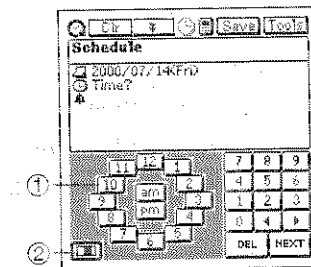 Clr Save Tools
Schedule
2000/07/14(Fri)
Time?
11 12 1
10 2
9 3
8 4
7 6 5
am
pm
7 8 9
4 5 6
1 2 3
0
DEL NEXT
①
②